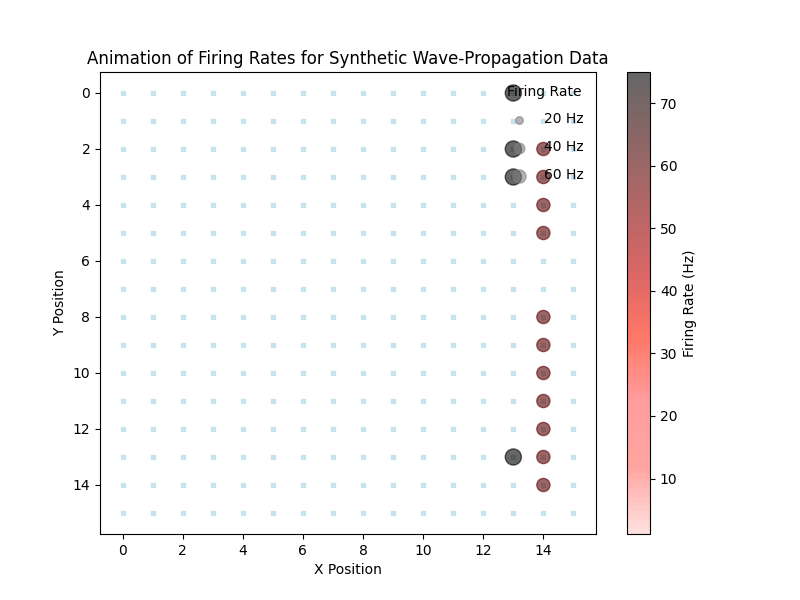 Animation of Firing Rates for Synthetic Wave-Propagation Data
Firing Rate
20 Hz
40 Hz
60 Hz
0
2
4
6
8
10
12
14
Y Position
0
2
4
6
8
10
12
14
X Position
70
60
50
40
30
20
10
Firing Rate (Hz)